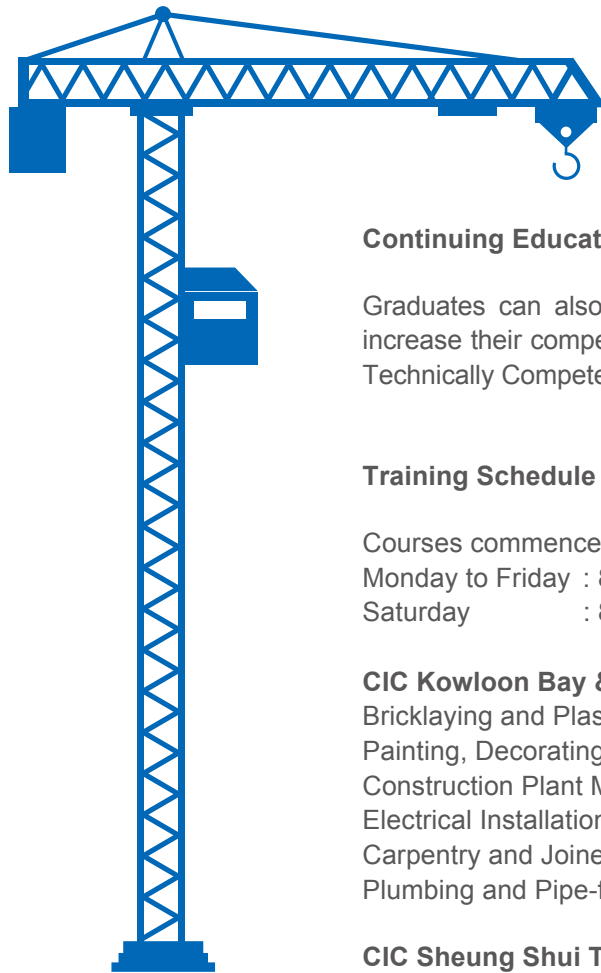 Continuing Educat
Graduates can also
increase their compe
Technically Compete
Training Schedule
Courses commence
Monday to Friday : 8
Saturday : 8
CIC Kowloon Bay &
Bricklaying and Plas
Painting, Decorating
Construction Plant M
Electrical Installation
Carpentry and Joine
Plumbing and Pipe-f
CIC Sheung Shui T